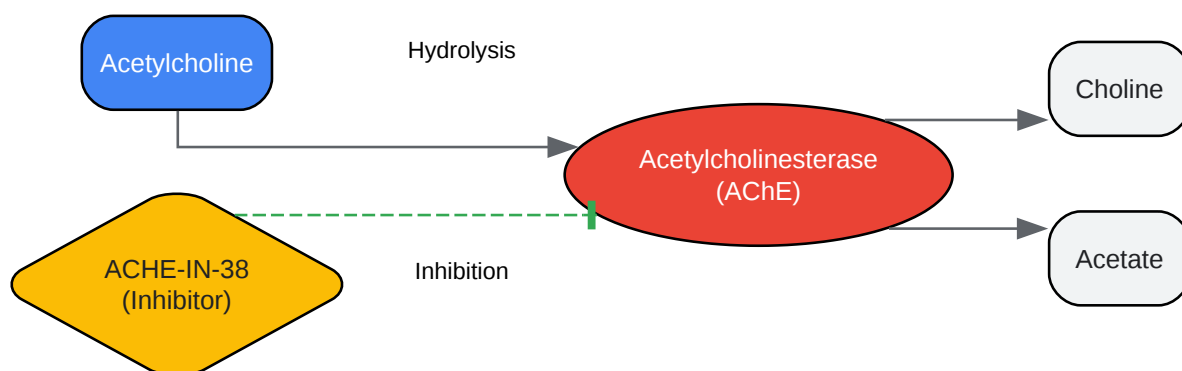 Acetylcholine
Hydrolysis
Choline
Acetylcholinesterase
(AChE)
ACHE-IN-38
(Inhibitor)
Inhibition
Acetate